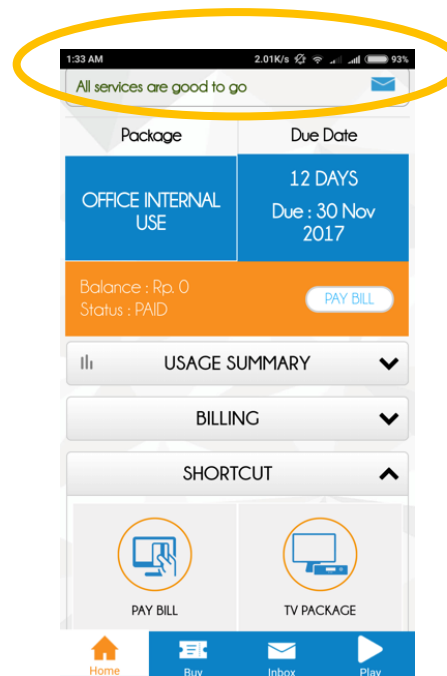 1:33 AM 2.01K/s 93%
All services are good to go
Package Due Date
OFFICE INTERNAL USE
12 DAYS
Due : 30 Nov
2017
Balance : Rp. 0
Status : PAID
PAY BILL
USAGE SUMMARY
BILLING
SHORTCUT
PAY BILL TV PACKAGE
Home Buy Inbox Play